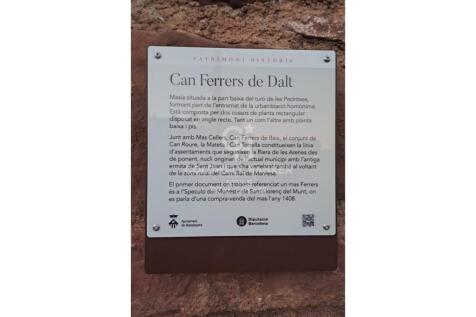 PATRIMONI HISTÒRIC
Can Ferrers de Dalt
Masia situada a la part baixa del turó de les Pedritxes,
formant part de l'entramat de la urbanització homònima.
Està composta per dos cossos de planta rectangular
disposat en angle recte. Tant un com l'altre amb planta
baixa i pis.
Junt amb Mas Cellers, Can Ferrers de Baix, el conjunt de
Can Roure, la Mateta i Can Torrella constitueixen la línia
d'assentaments que segueixen la Riera de les Arenes des
de ponent, nucli originari de l'actual municipi amb l'antiga
ermita de Sant Joan i que s'ha vertebrat també al voltant
de la zona rural del Camí Ral de Manresa.
El primer document on trobem referenciat un mas Ferrers
és a l'Speculo del Monestir de Sant Llorenç del Munt, on
es parla d'una compra-venda del mas l'any 1408.
Ajuntament
de Matadepera
Diputació
Barcelona